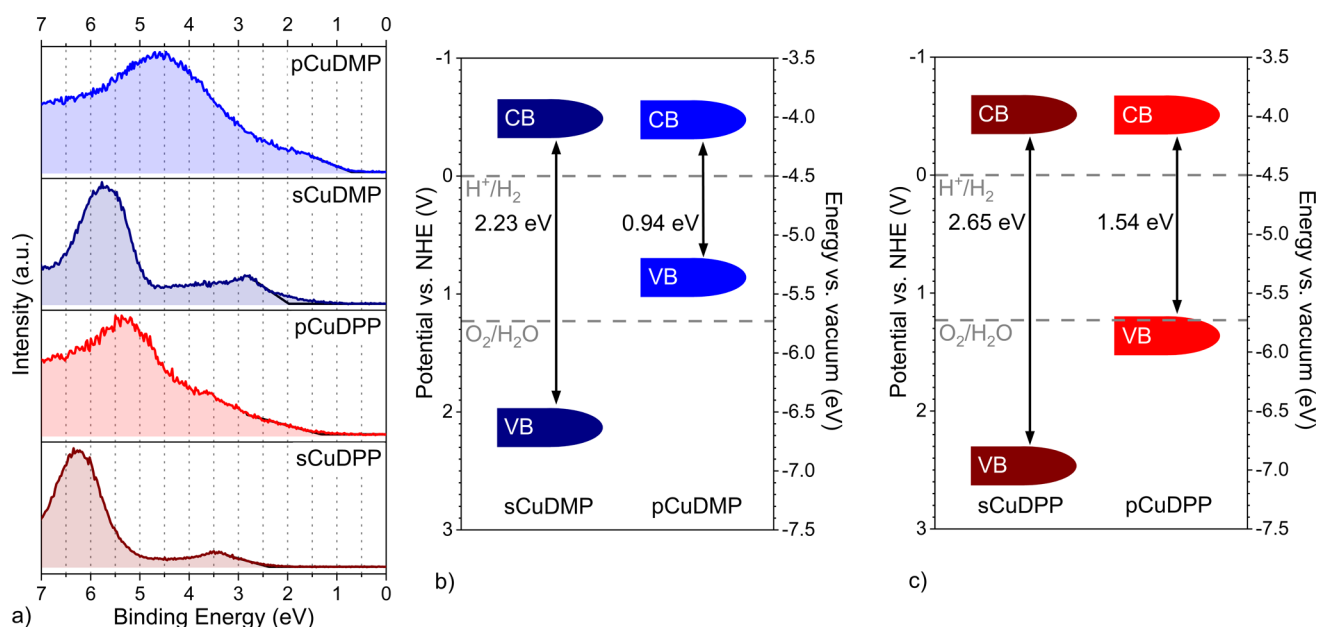 7 6 5 4 3 2 1 0
pCuDMP
sCuDMP
pCuDPP
sCuDPP
Intensity (a.u.)
7 6 5 4 3 2 1 0
Binding Energy (eV)
a)
-1
0
1
2
3
Potential vs. NHE (V)
CB CB
H⁺/H₂
2.23 eV 0.94 eV
VB
O₂/H₂O
VB
sCuDMP pCuDMP
-3.5
-4.0
-4.5
-5.0
-5.5
-6.0
-6.5
-7.0
-7.5
Energy vs. vacuum (eV)
b)
-1
0
1
2
3
Potential vs. NHE (V)
CB CB
H⁺/H₂
2.65 eV 1.54 eV
O₂/H₂O
VB
VB
sCuDPP pCuDPP
-3.5
-4.0
-4.5
-5.0
-5.5
-6.0
-6.5
-7.0
-7.5
Energy vs. vacuum (eV)
c)